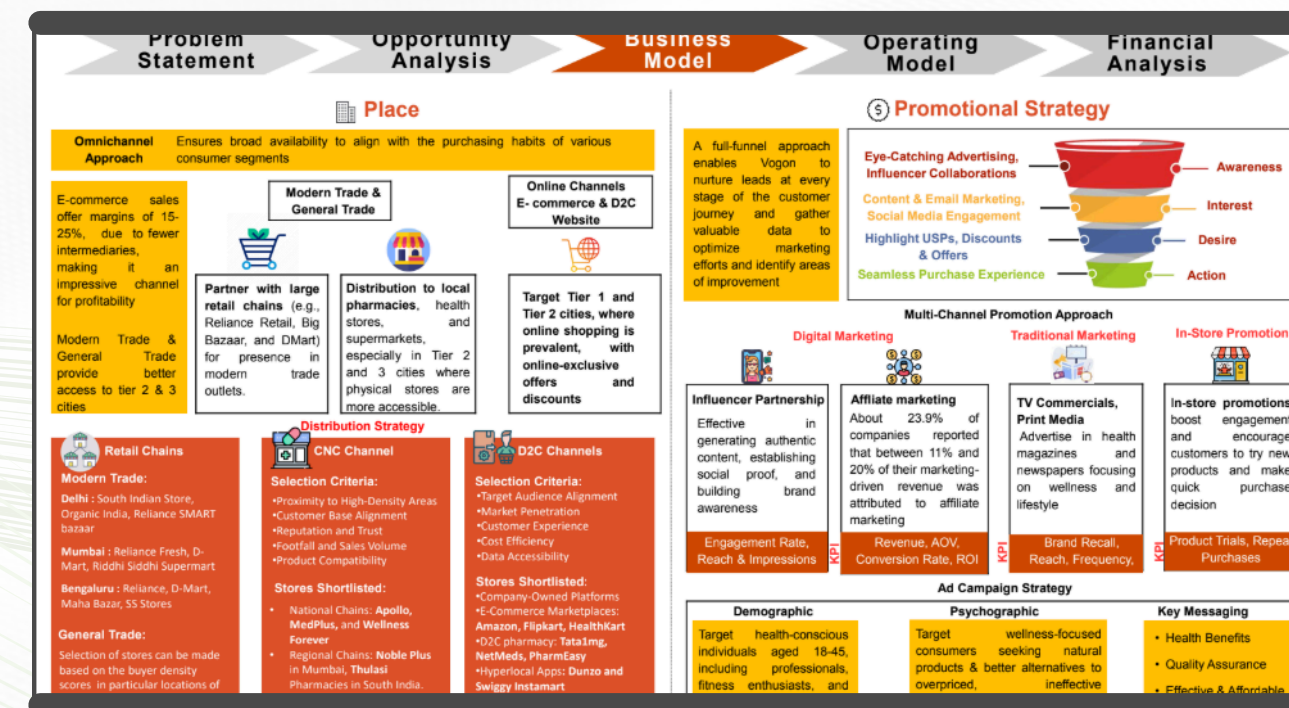 Problem
Statement
Opportunity
Analysis
Business
Model
Operating
Model
Financial
Analysis
Place
Omnichannel
Approach
Ensures broad availability to align with the purchasing habits of various
consumer segments
E-commerce sales
offer margins of 15-
25%, due to fewer
intermediaries,
making it an
impressive channel
for profitability
Modern Trade &
General Trade
provide better
access to tier 2 & 3
cities
Modern Trade &
General Trade
Partner with large
retail chains (e.g.,
Reliance Retail, Big
Bazaar, and DMart)
for presence in
modern trade
outlets.
Distribution to local
pharmacies, health
stores, and
supermarkets,
especially in Tier 2
and 3 cities where
physical stores are
more accessible.
Online Channels
E- commerce & D2C
Website
Target Tier 1 and
Tier 2 cities, where
online shopping is
prevalent, with
online-exclusive
offers and
discounts
Distribution Strategy
Retail Chains
Modern Trade:
Delhi : South Indian Store,
Organic India, Reliance SMART
bazaar
Mumbai : Reliance Fresh, D-
Mart, Riddhi Siddhi Supermart
Bengaluru : Reliance, D-Mart,
Maha Bazar, SS Stores
General Trade:
Selection of stores can be made
based on the buyer density
scores in particular locations of
CNC Channel
Selection Criteria:
•Proximity to High-Density Areas
•Customer Base Alignment
•Reputation and Trust
•Footfall and Sales Volume
•Product Compatibility
Stores Shortlisted:
• National Chains: Apollo,
MedPlus, and Wellness
Forever
• Regional Chains: Noble Plus
in Mumbai, Thulasi
Pharmacies in South India.
D2C Channels
Selection Criteria:
•Target Audience Alignment
•Market Penetration
•Customer Experience
•Cost Efficiency
•Data Accessibility
Stores Shortlisted:
•Company-Owned Platforms
•E-Commerce Marketplaces:
Amazon, Flipkart, HealthKart
•D2C pharmacy: Tata1mg,
NetMeds, PharmEasy
•Hyperlocal Apps: Dunzo and
Swiggy Instamart
Promotional Strategy
A full-funnel approach
enables Vogon to
nurture leads at every
stage of the customer
journey and gather
valuable data to
optimize marketing
efforts and identify areas
of improvement
Eye-Catching Advertising,
Influencer Collaborations
Content & Email Marketing,
Social Media Engagement
Highlight USPs, Discounts
& Offers
Seamless Purchase Experience
Awareness
Interest
Desire
Action
Multi-Channel Promotion Approach
Digital Marketing
Traditional Marketing
In-Store Promotion
Influencer Partnership
Effective in
generating authentic
content, establishing
social proof, and
building brand
awareness
Engagement Rate,
Reach & Impressions
KPI
Affliate marketing
About 23.9% of
companies reported
that between 11% and
20% of their marketing-
driven revenue was
attributed to affiliate
marketing
Revenue, AOV,
Conversion Rate, ROI
KPI
TV Commercials,
Print Media
Advertise in health
magazines and
newspapers focusing
on wellness and
lifestyle
Brand Recall,
Reach, Frequency,
KPI
In-store promotions
boost engagement
and encourage
customers to try new
products and make
quick purchase
decision
Product Trials, Repea
Purchases
Ad Campaign Strategy
Demographic
Target health-conscious
individuals aged 18-45,
including professionals,
fitness enthusiasts, and
Psychographic
Target wellness-focused
consumers seeking natural
products & better alternatives to
overpriced, ineffective
Key Messaging
• Health Benefits
• Quality Assurance
• Effective & Affordable